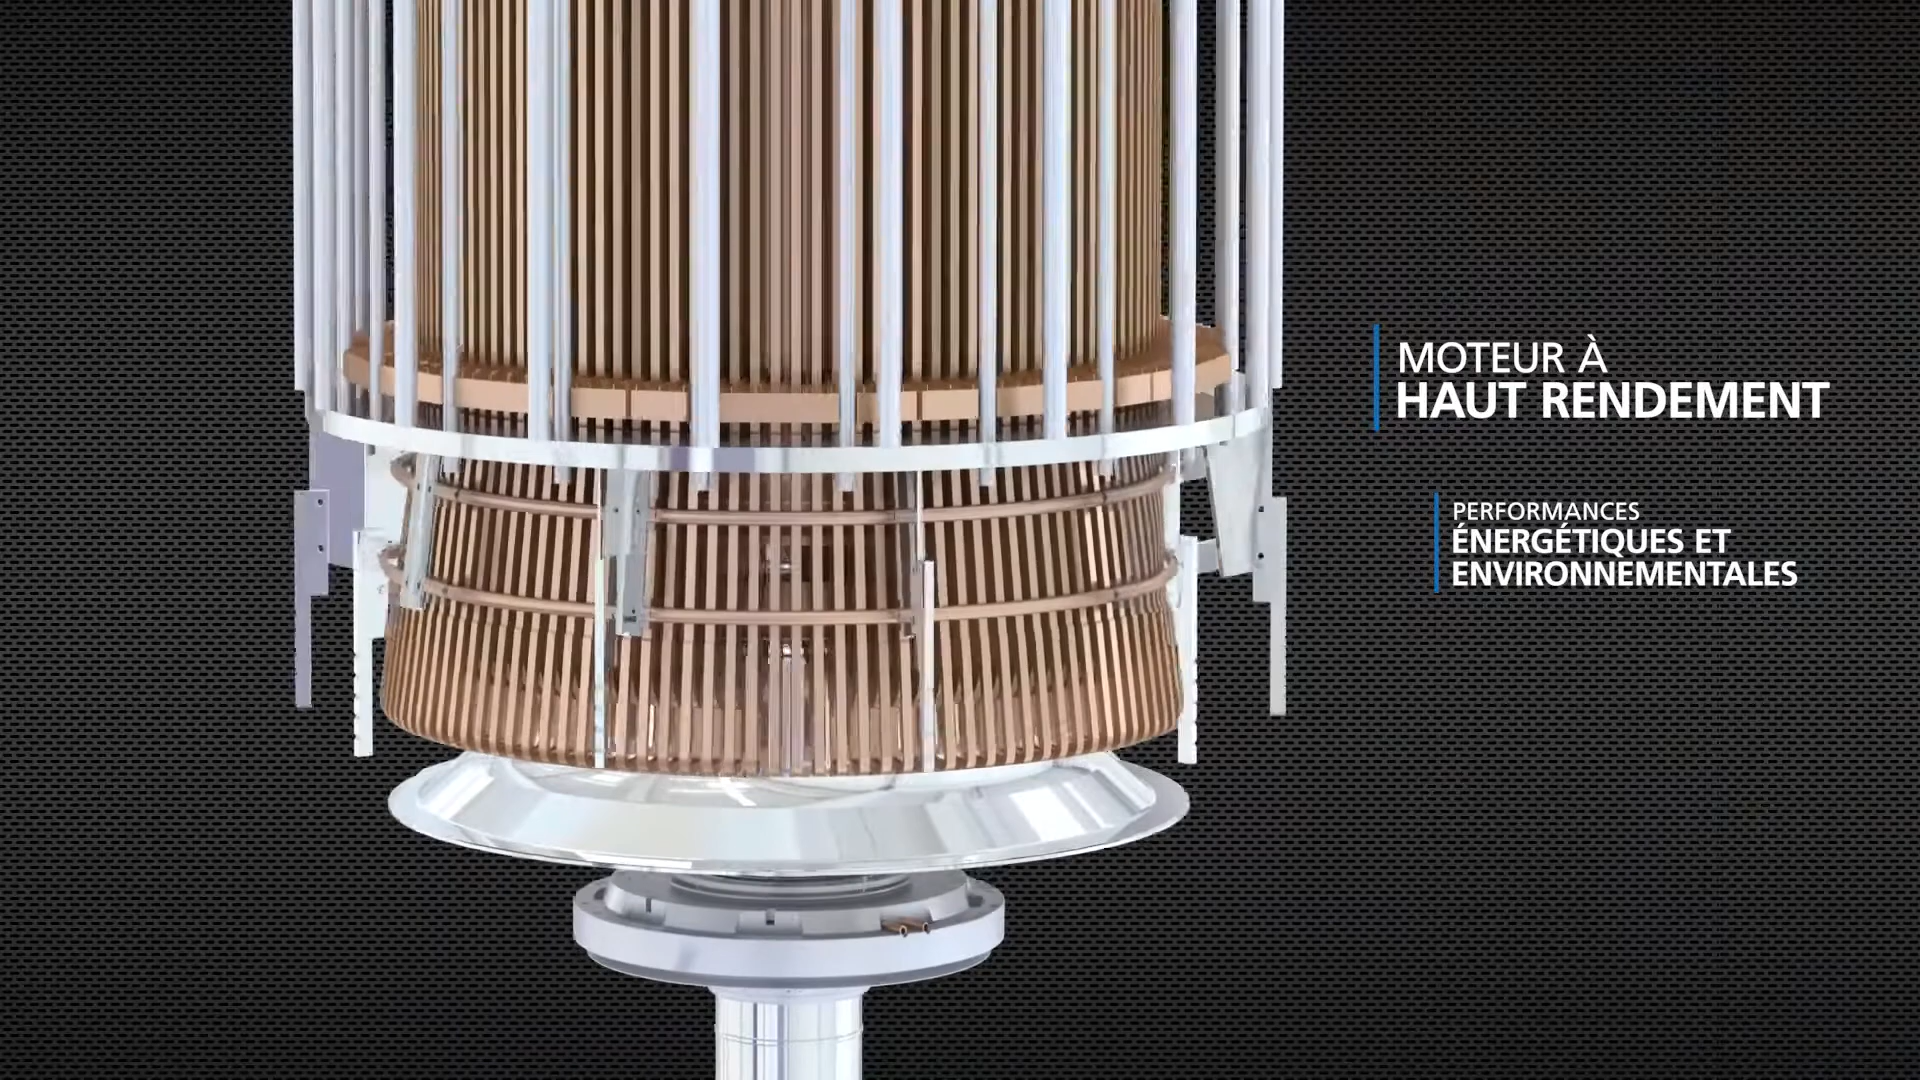 MOTEUR À
HAUT RENDEMENT
PERFORMANCES
ÉNERGÉTIQUES ET
ENVIRONNEMENTALES